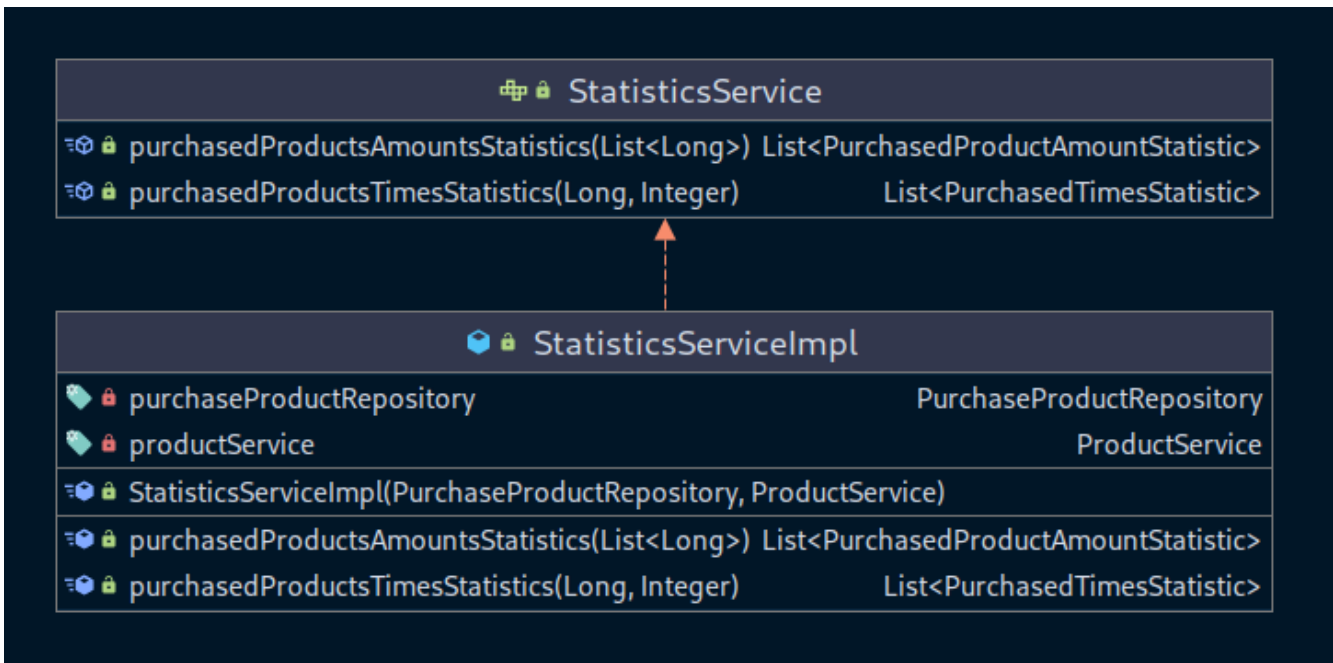 StatisticsService
purchasedProductsAmountsStatistics(List<Long>) List<PurchasedProductAmountStatistic>
purchasedProductsTimesStatistics(Long, Integer) List<PurchasedTimesStatistic>
StatisticsServiceImpl
purchaseProductRepository PurchaseProductRepository
productService ProductService
StatisticsServiceImpl(PurchaseProductRepository, ProductService)
purchasedProductsAmountsStatistics(List<Long>) List<PurchasedProductAmountStatistic>
purchasedProductsTimesStatistics(Long, Integer) List<PurchasedTimesStatistic>